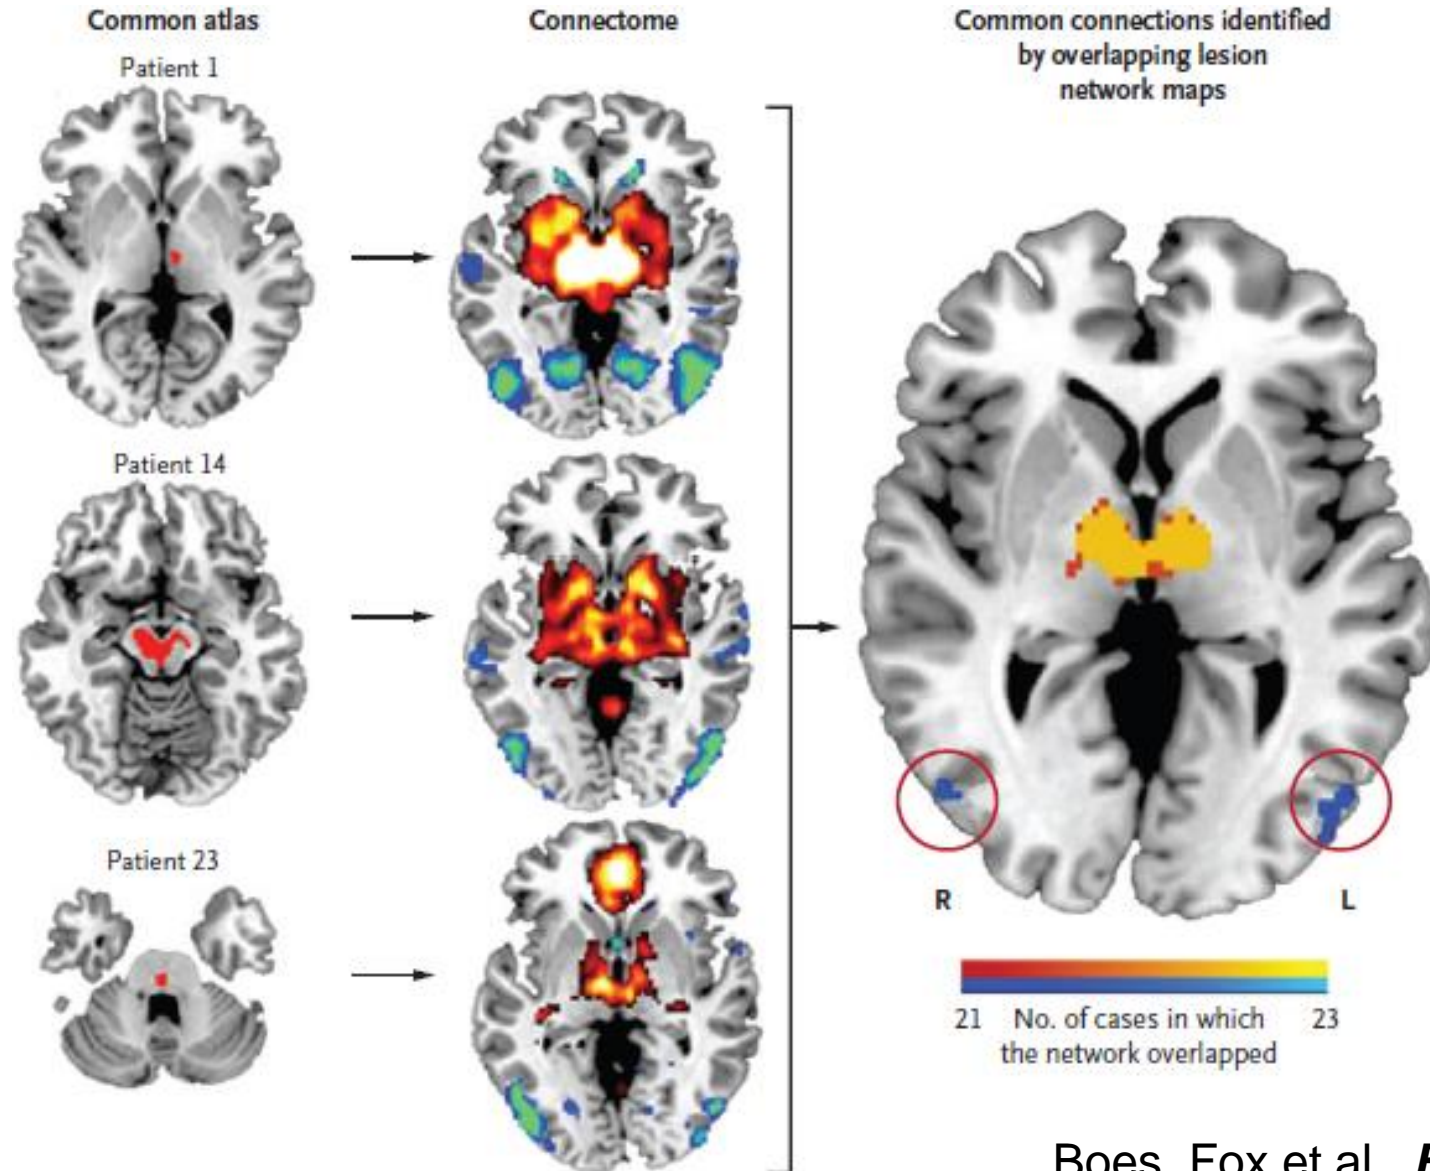 Common atlas
Connectome
Common connections identified
by overlapping lesion
network maps
Patient 1
Patient 14
Patient 23
R
L
21 No. of cases in which 23
the network overlapped
Boes, Fox et al.,